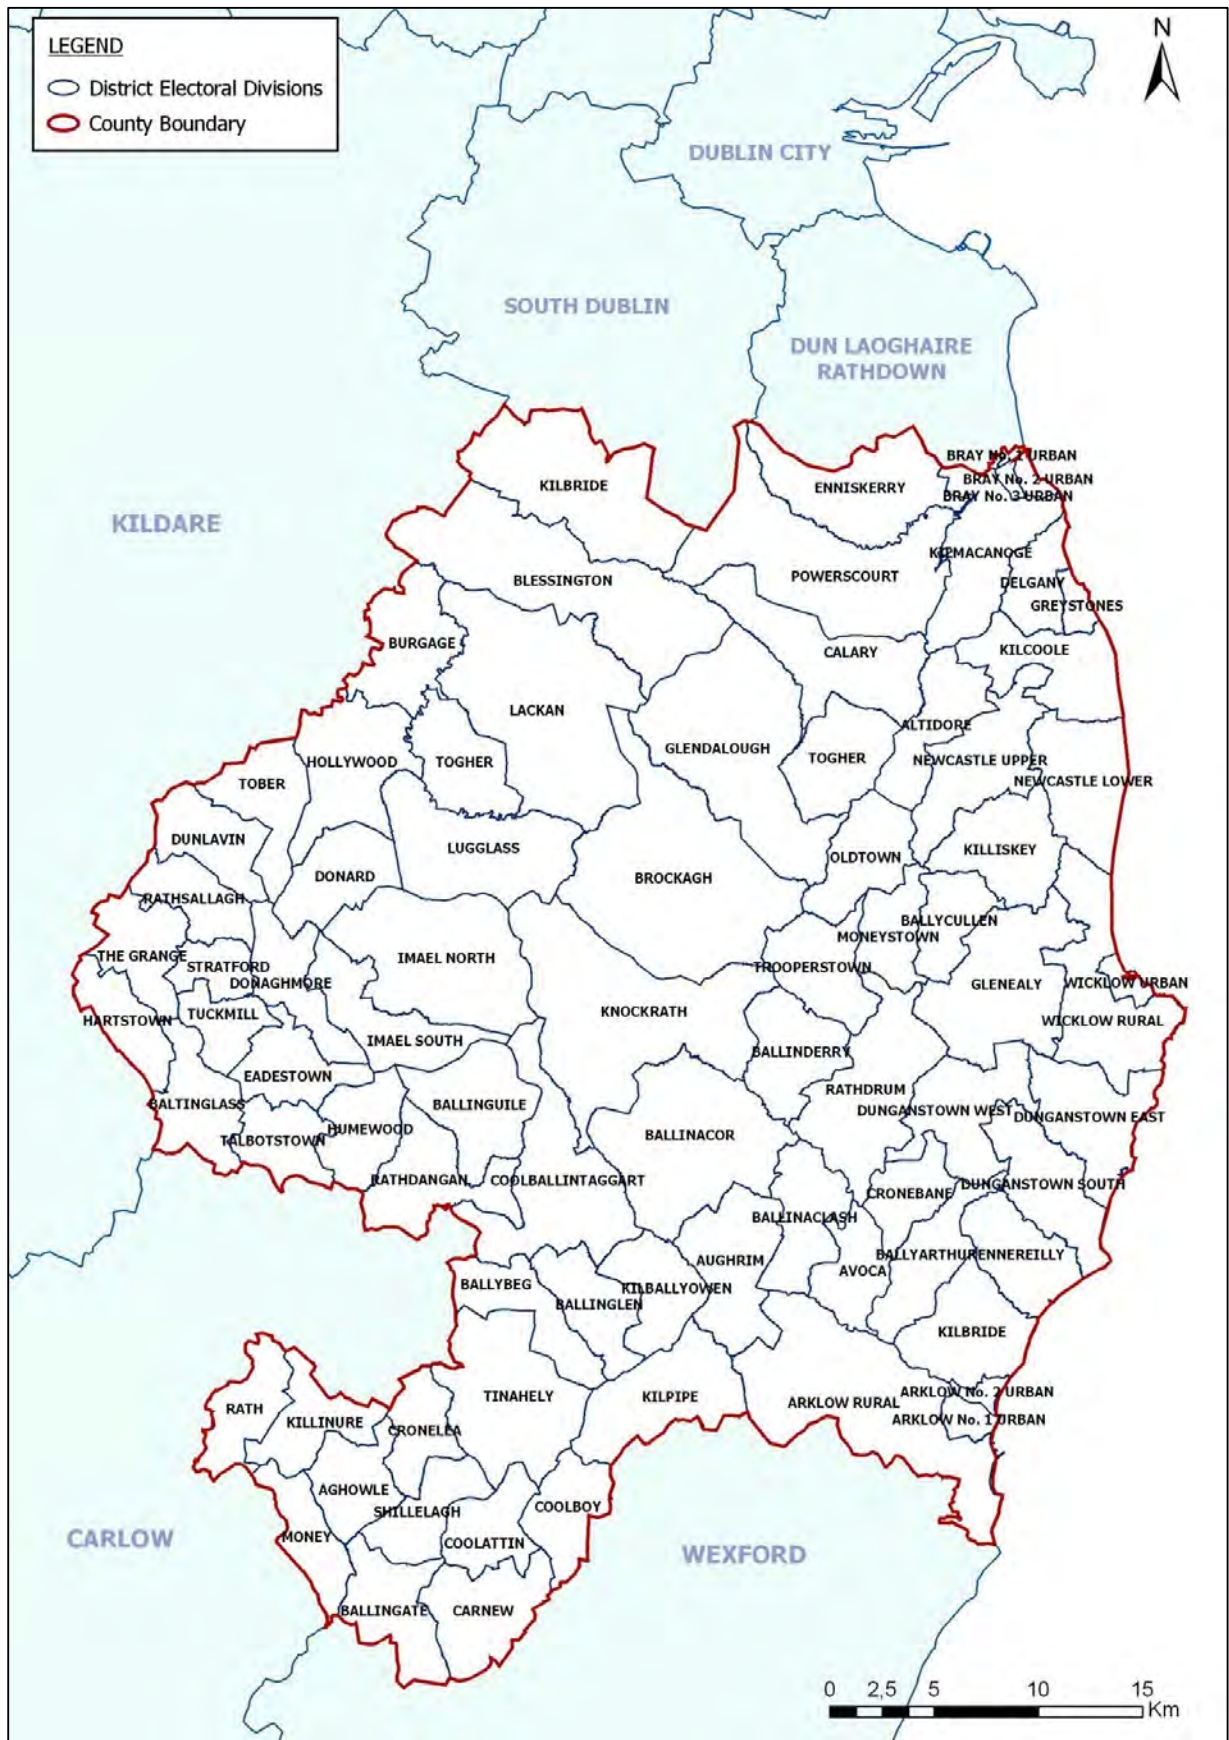 LEGEND
District Electoral Divisions
County Boundary
N
DUBLIN CITY
SOUTH DUBLIN
DUN LAOGHAIRE
RATHDOWN
KILDARE
BRAY No. 1 URBAN
BRAY No. 2 URBAN
BRAY No. 3 URBAN
KILBRIDE
ENNISKERRY
KILMACANOGE
BLESSINGTON
POWERSCOURT
DELGANY
GREYSTONES
BURGAGE
CALARY
KILCOOLE
LACKAN
ALTIDORE
GLENDALOUGH
TOGHER
HOLLYWOOD
TOGHER
NEWCASTLE UPPER
TOBER
NEWCASTLE LOWER
DUNLAVIN
LUGGLASS
KILLISKEY
OLDTOWN
DONARD
BROCKAGH
RATHSALLAGH
BALLYCULLEN
MONEYSTOWN
THE GRANGE
IMAEL NORTH
STRATFORD
TROOPERSTOWN
DONAGHMORE
GLENEALY
WICKLOW URBAN
KNOCKRATH
TUCKMILL
HARTSTOWN
WICKLOW RURAL
IMAEL SOUTH
BALLINDERRY
EADESTOWN
RATHDRUM
BALTINGLASS
BALLINGUILE
DUNGANSTOWN WEST
DUNGANSTOWN EAST
HUMEWOOD
TALBOTSTOWN
BALLINACOR
RATHDANGAN
COOLBALLINTAGGART
DUNGANSTOWN SOUTH
CRONEBANE
BALLINACLASH
BALLYARTHUR
ENNEREILLY
AUGHRIM
AVOCA
BALLYBEG
KILBALLYOWEN
BALLINGLEN
KILBRIDE
TINAHELY
KILPIPE
ARKLOW No. 2 URBAN
ARKLOW RURAL
RATH
KILLINURE
ARKLOW No. 1 URBAN
CRONELEA
AGHOWLE
SHILLELAGH
COOLBOY
MONEY
COOLATTIN
CARLOW
WEXFORD
BALLINGATE
CARNEW
0 2,5 5 10 15
Km